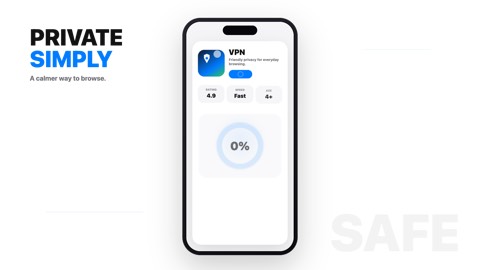 PRIVATE
SIMPLY
A calmer way to browse.
VPN
Friendly privacy for everyday
browsing.
RATING
4.9
SPEED
Fast
AGE
4+
0%
SAFE